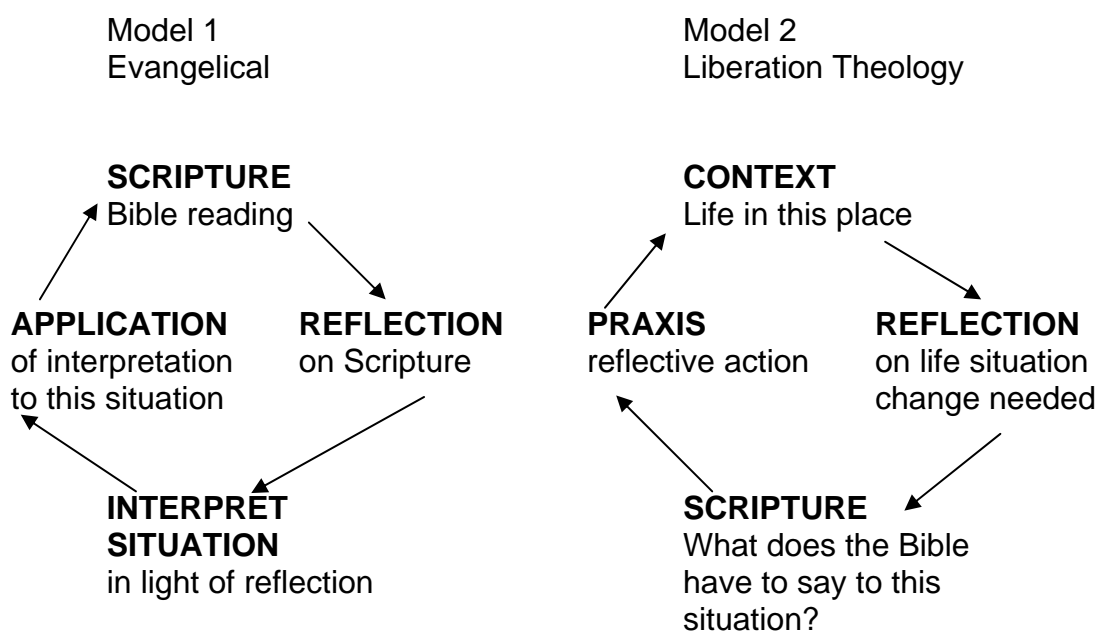 Model 1
Evangelical
SCRIPTURE
Bible reading
APPLICATION
of interpretation
to this situation
REFLECTION
on Scripture
INTERPRET
SITUATION
in light of reflection
Model 2
Liberation Theology
CONTEXT
Life in this place
PRAXIS
reflective action
REFLECTION
on life situation
change needed
SCRIPTURE
What does the Bible
have to say to this
situation?